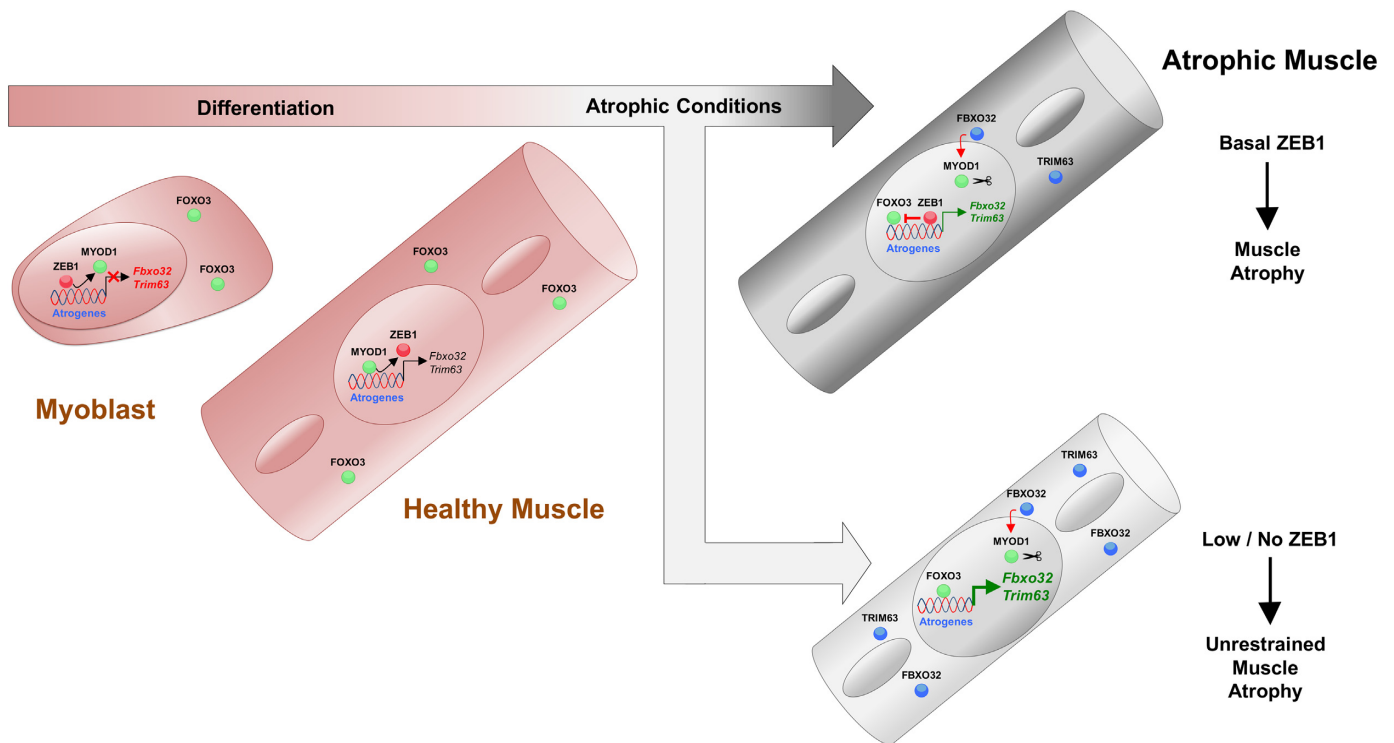 Differentiation
Atrophic Conditions
Atrophic Muscle
FOXO3
MYOD1
ZEB1
FOXO3
Fbxo32
Trim63
Atrogenes
Myoblast
FOXO3
FOXO3
ZEB1
MYOD1
Fbxo32
Trim63
Atrogenes
FOXO3
Healthy Muscle
FBXO32
TRIM63
MYOD1
FOXO3 ZEB1
Fbxo32
Trim63
Atrogenes
Basal ZEB1
Muscle
Atrophy
TRIM63
FBXO32
FBXO32
MYOD1
FOXO3
Fbxo32
Trim63
Atrogenes
TRIM63
FBXO32
Low / No ZEB1
Unrestrained
Muscle
Atrophy